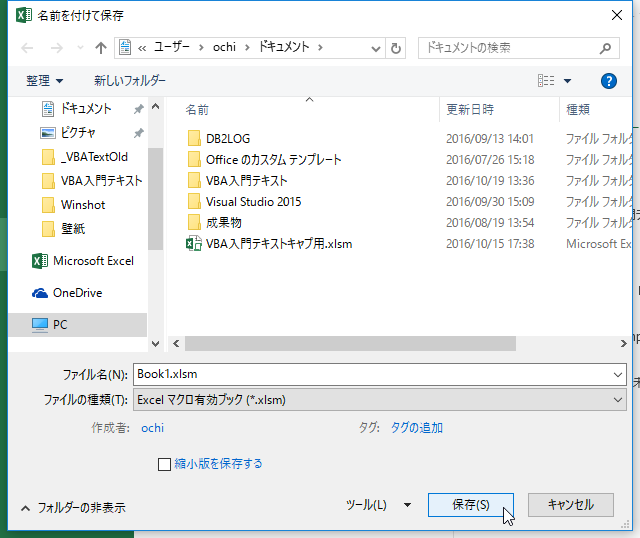 名前を付けて保存
« ユーザー › ochi › ドキュメント ›
ドキュメントの検索
整理
新しいフォルダー
ドキュメント
ピクチャ
_VBATextOld
VBA入門テキスト
Winshot
壁紙
Microsoft Excel
OneDrive
PC
名前 更新日時 種類
DB2LOG 2016/09/13 14:01 ファイル フォルダ
Office のカスタム テンプレート 2016/07/26 15:18 ファイル フォルダ
VBA入門テキスト 2016/10/19 13:36 ファイル フォルダ
Visual Studio 2015 2016/09/30 15:09 ファイル フォルダ
成果物 2016/08/19 13:54 ファイル フォルダ
VBA入門テキストキャプ用.xlsm 2016/10/15 17:38 Microsoft E
ファイル名(N): Book1.xlsm
ファイルの種類(T): Excel マクロ有効ブック (*.xlsm)
作成者: ochi タグ: タグの追加
縮小版を保存する
フォルダーの非表示
ツール(L)
保存(S)
キャンセル